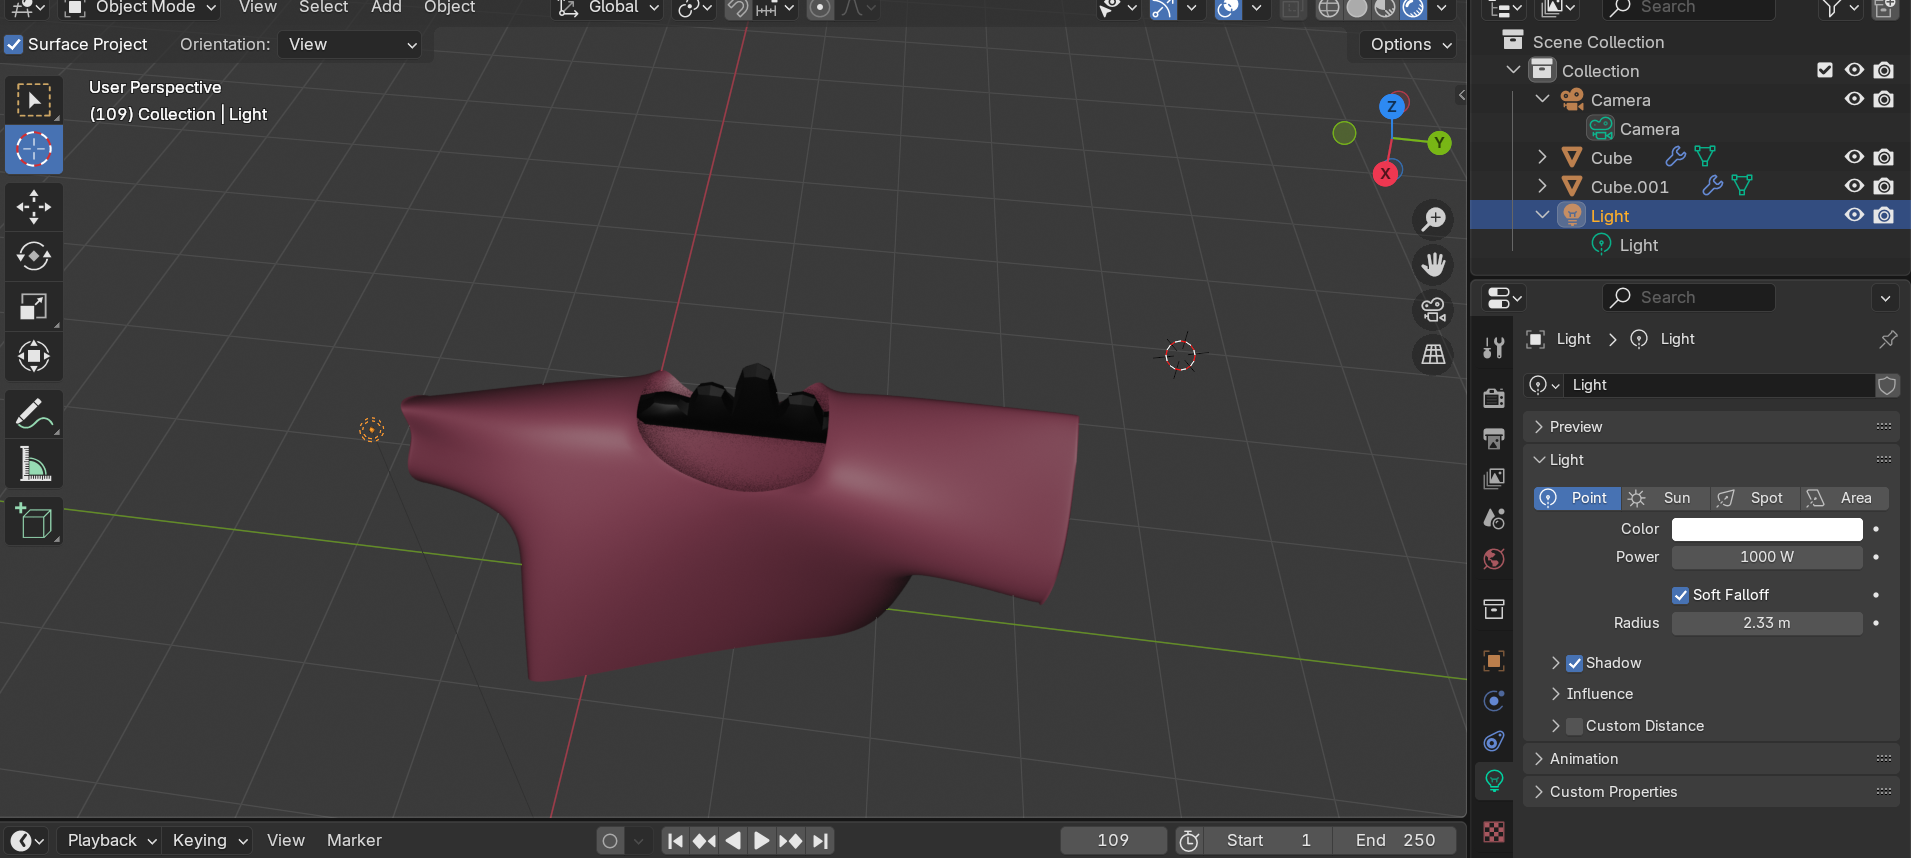 Object Mode View Select Add Object Global
Surface Project Orientation: View Options
User Perspective
(109) Collection | Light
Z
Y
X
Search
Scene Collection
Collection
Camera
Camera
Cube
Cube.001
Light
Light
Search
Light > Light
Light
Preview
Light
Point Sun Spot Area
Color
Power 1000 W
Soft Falloff
Radius 2.33 m
Shadow
Influence
Custom Distance
Animation
Custom Properties
Playback Keying View Marker 109 Start 1 End 250